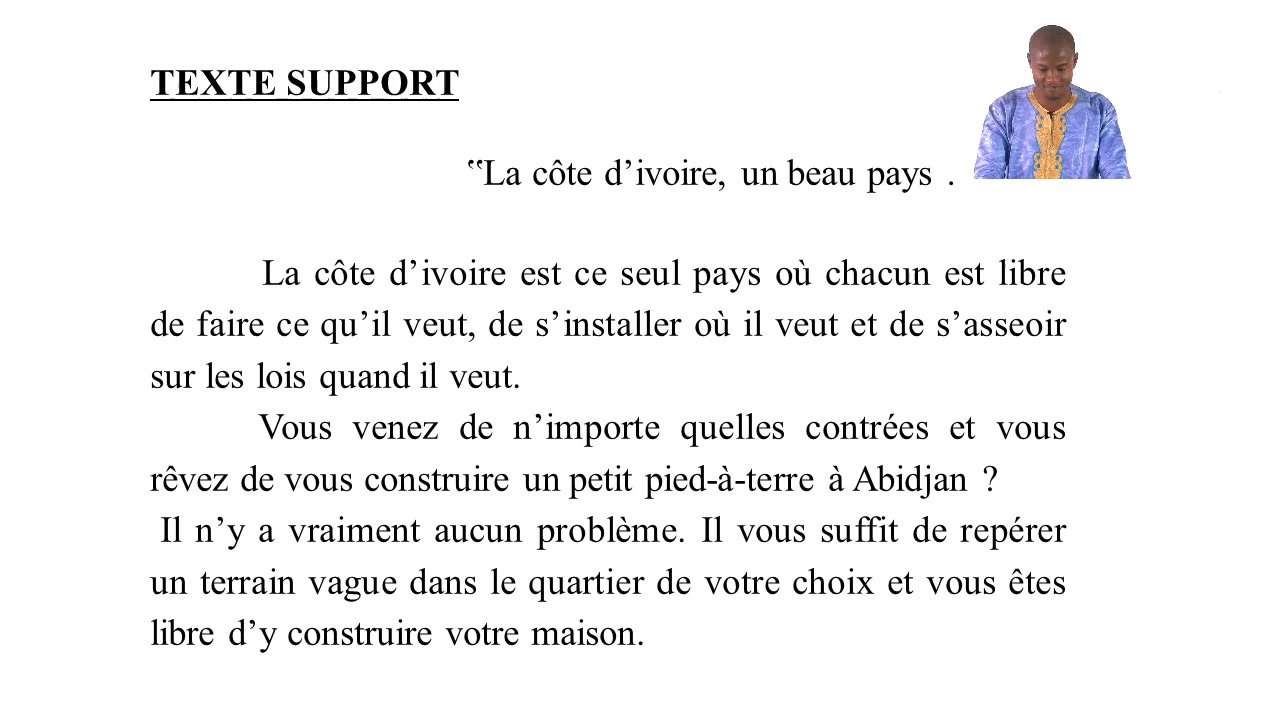 TEXTE SUPPORT
‟La côte d’ivoire, un beau pays .
La côte d’ivoire est ce seul pays où chacun est libre
de faire ce qu’il veut, de s’installer où il veut et de s’asseoir
sur les lois quand il veut.
Vous venez de n’importe quelles contrées et vous
rêvez de vous construire un petit pied-à-terre à Abidjan ?
Il n’y a vraiment aucun problème. Il vous suffit de repérer
un terrain vague dans le quartier de votre choix et vous êtes
libre d’y construire votre maison.